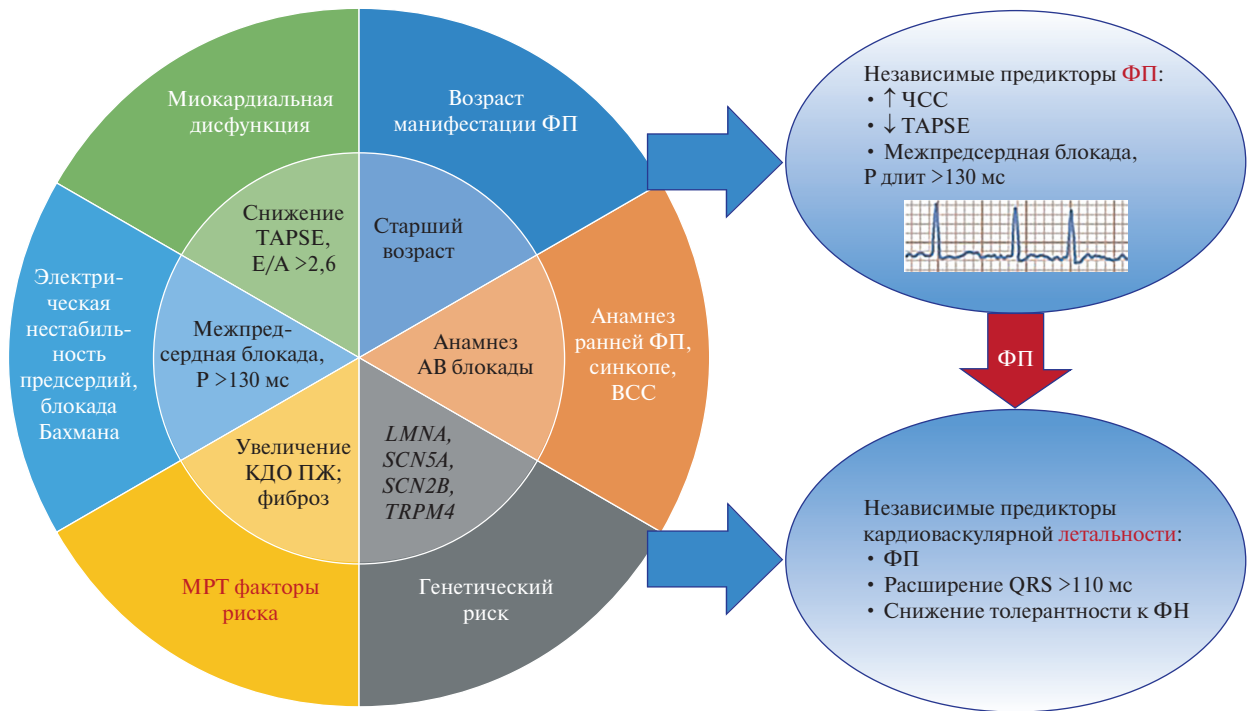 Миокардиальная
дисфункция
Возраст
манифестации ФП
Снижение
TAPSE,
E/A >2,6
Старший
возраст
Электри-
ческая
нестабиль-
ность
предсердий,
блокада
Бахмана
Межпред-
сердная блокада,
P >130 мс
Анамнез
АВ блокады
Анамнез
ранней ФП,
синкопе,
ВСС
Увеличение
КДО ПЖ;
фиброз
LMNA,
SCN5A,
SCN2B,
TRPM4
МРТ факторы
риска
Генетический
риск
Независимые предикторы ФП:
• ↑ ЧСС
• ↓ TAPSE
• Межпредсердная блокада,
P длит >130 мс
ФП
Независимые предикторы
кардиоваскулярной летальности:
• ФП
• Расширение QRS >110 мс
• Снижение толерантности к ФН